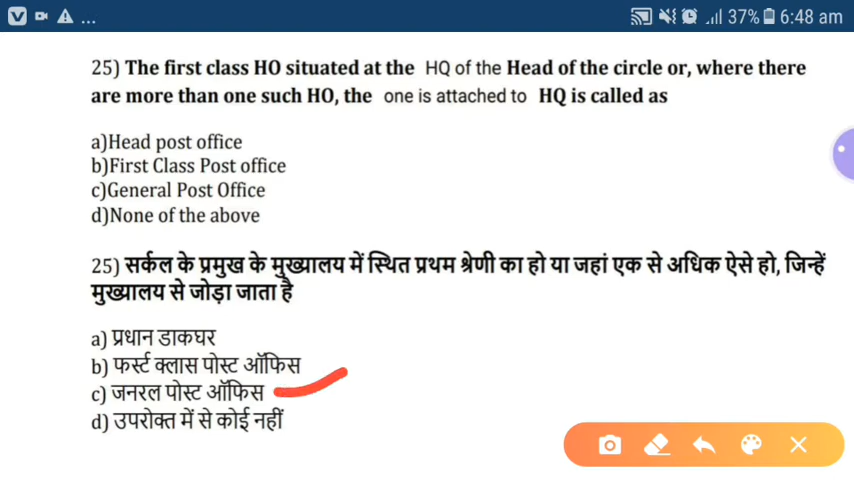 ... 37% 6:48 am
25) The first class HO situated at the HQ of the Head of the circle or, where there
are more than one such HO, the one is attached to HQ is called as
a)Head post office
b)First Class Post office
c)General Post Office
d)None of the above
25) सर्कल के प्रमुख के मुख्यालय में स्थित प्रथम श्रेणी का हो या जहां एक से अधिक ऐसे हो, जिन्हें
मुख्यालय से जोड़ा जाता है
a) प्रधान डाकघर
b) फर्स्ट क्लास पोस्ट ऑफिस
c) जनरल पोस्ट ऑफिस
d) उपरोक्त में से कोई नहीं